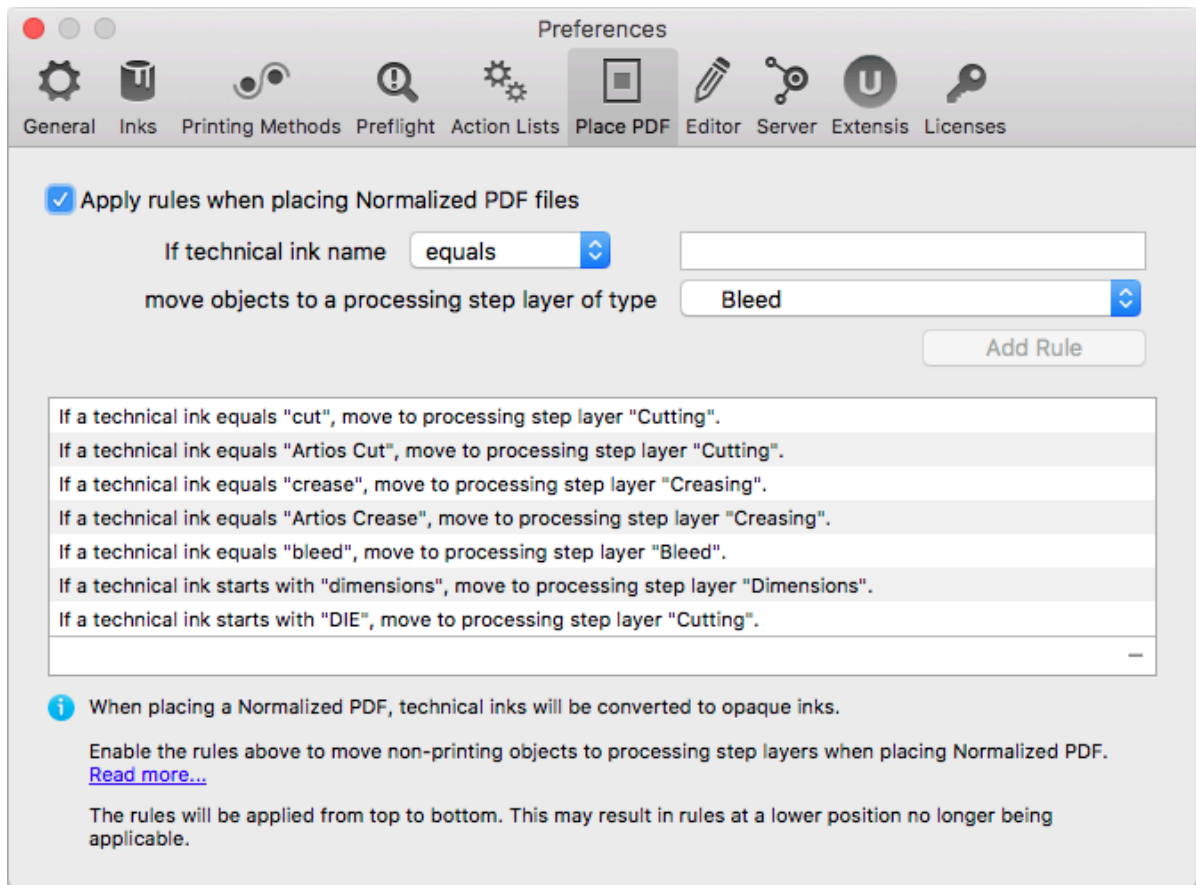 Preferences
General Inks Printing Methods Preflight Action Lists Place PDF Editor Server Extensis Licenses
Apply rules when placing Normalized PDF files
If technical ink name equals
move objects to a processing step layer of type Bleed
Add Rule
If a technical ink equals "cut", move to processing step layer "Cutting".
If a technical ink equals "Artios Cut", move to processing step layer "Cutting".
If a technical ink equals "crease", move to processing step layer "Creasing".
If a technical ink equals "Artios Crease", move to processing step layer "Creasing".
If a technical ink equals "bleed", move to processing step layer "Bleed".
If a technical ink starts with "dimensions", move to processing step layer "Dimensions".
If a technical ink starts with "DIE", move to processing step layer "Cutting".
When placing a Normalized PDF, technical inks will be converted to opaque inks.
Enable the rules above to move non-printing objects to processing step layers when placing Normalized PDF.
Read more...
The rules will be applied from top to bottom. This may result in rules at a lower position no longer being
applicable.